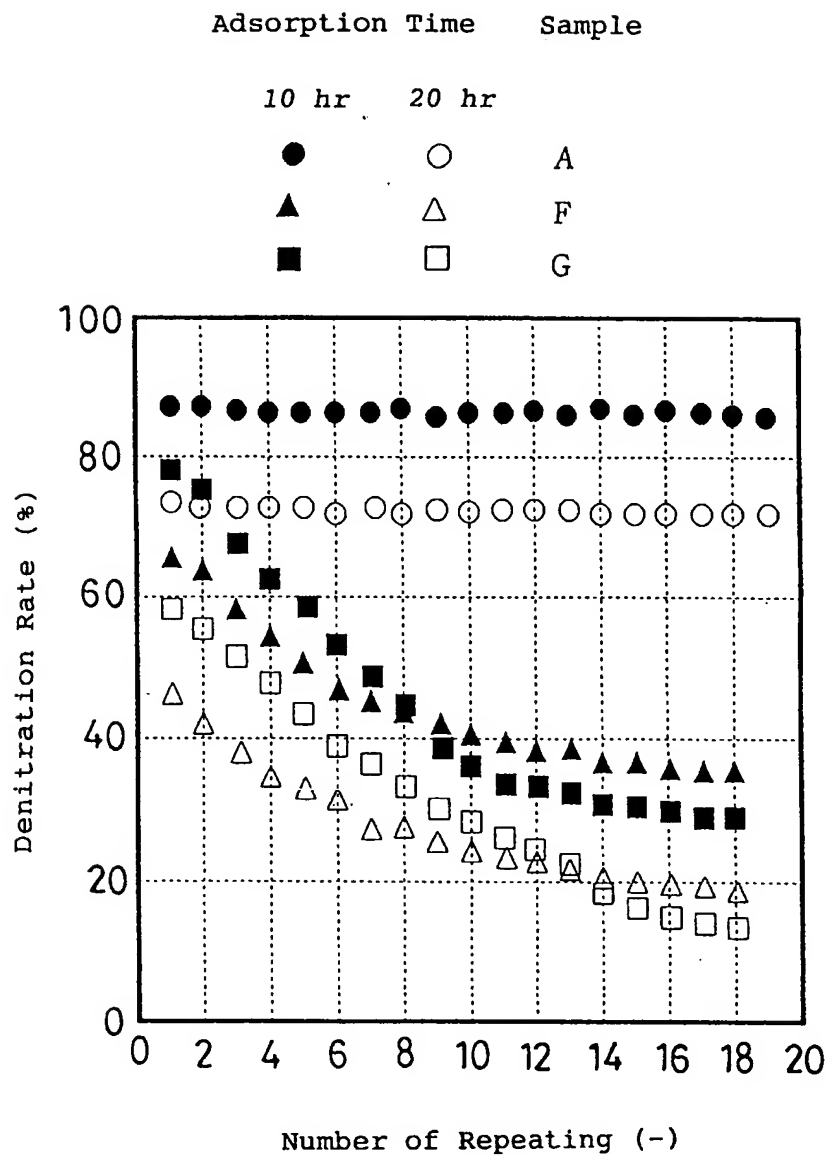 Adsorption Time Sample
10 hr 20 hr
A
F
G
100
80
60
40
20
0
Denitration Rate (%)
0 2 4 6 8 10 12 14 16 18 20
Number of Repeating (-)